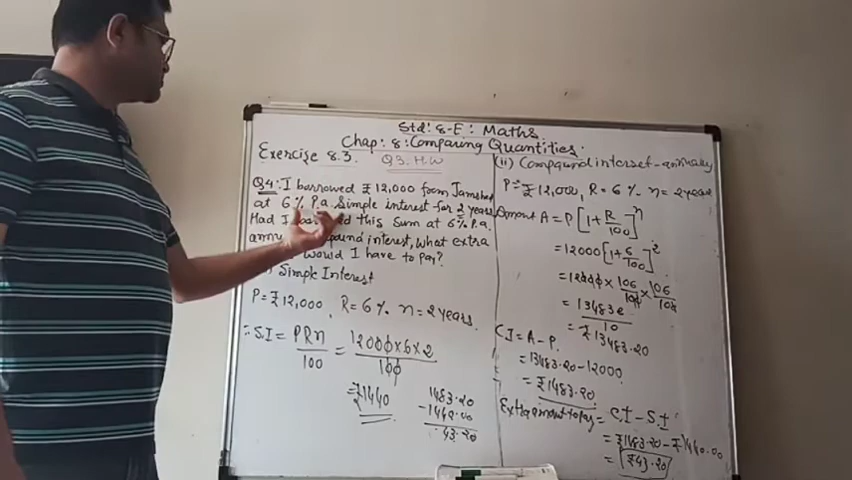 Std: 8-E: Maths.
Chap: 8: Comparing Quantities.
Exercise 8.3.
Q3. H.W
Q4: I borrowed ₹12,000 from Jamshed
at 6% P.a. Simple interest for 2 years.
Had I this sum at 6% P.a.
interest, what extra
would I have to pay?
Simple Interest
P = ₹12,000, R = 6% n = 2 years.
∴ S.I = PRn/100 = 12000×6×2/100
= ₹1440
1483.20
- 1440.00
43.20
(ii) Compound interset - annually
P = ₹12,000, R = 6% n = 2 years
Amount A = P[1 + R/100]^n
= 12000[1 + 6/100]^2
= 12000 × 106/100 × 106/100
= 134832/10
= ₹13483.20
C.I = A - P.
= 13483.20 - 12000
= ₹1483.20
Extra amount to pay = C.I - S.I
= ₹1483.20 - ₹1440.00
= ₹43.20